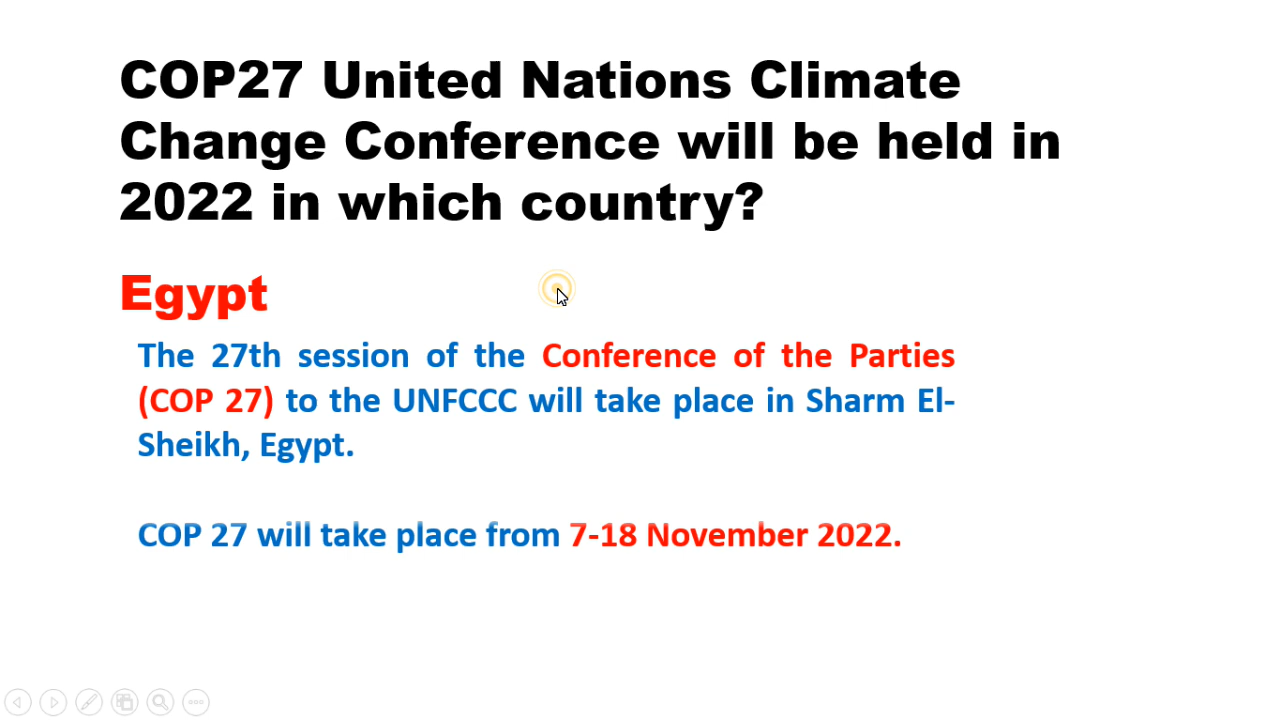 COP27 United Nations Climate
Change Conference will be held in
2022 in which country?
Egypt
The 27th session of the Conference of the Parties
(COP 27) to the UNFCCC will take place in Sharm El-
Sheikh, Egypt.
COP 27 will take place from 7-18 November 2022.